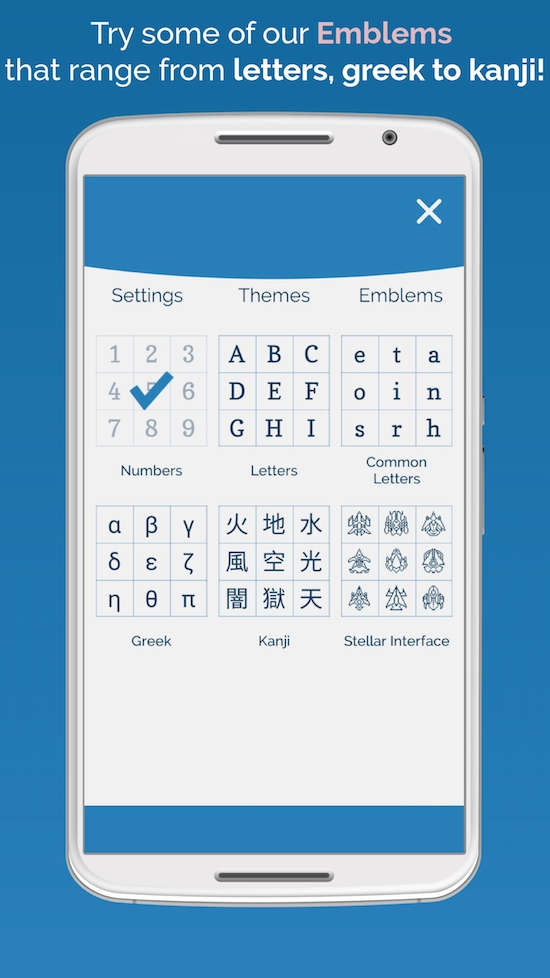 Try some of our Emblems
that range from letters, greek to kanji!
Settings Themes Emblems
1 2 3
4 5 6
7 8 9
Numbers
A B C
D E F
G H I
Letters
e t a
o i n
s r h
Common
Letters
α β γ
δ ε ζ
η θ π
Greek
火 地 水
風 空 光
闇 獄 天
Kanji
Stellar Interface